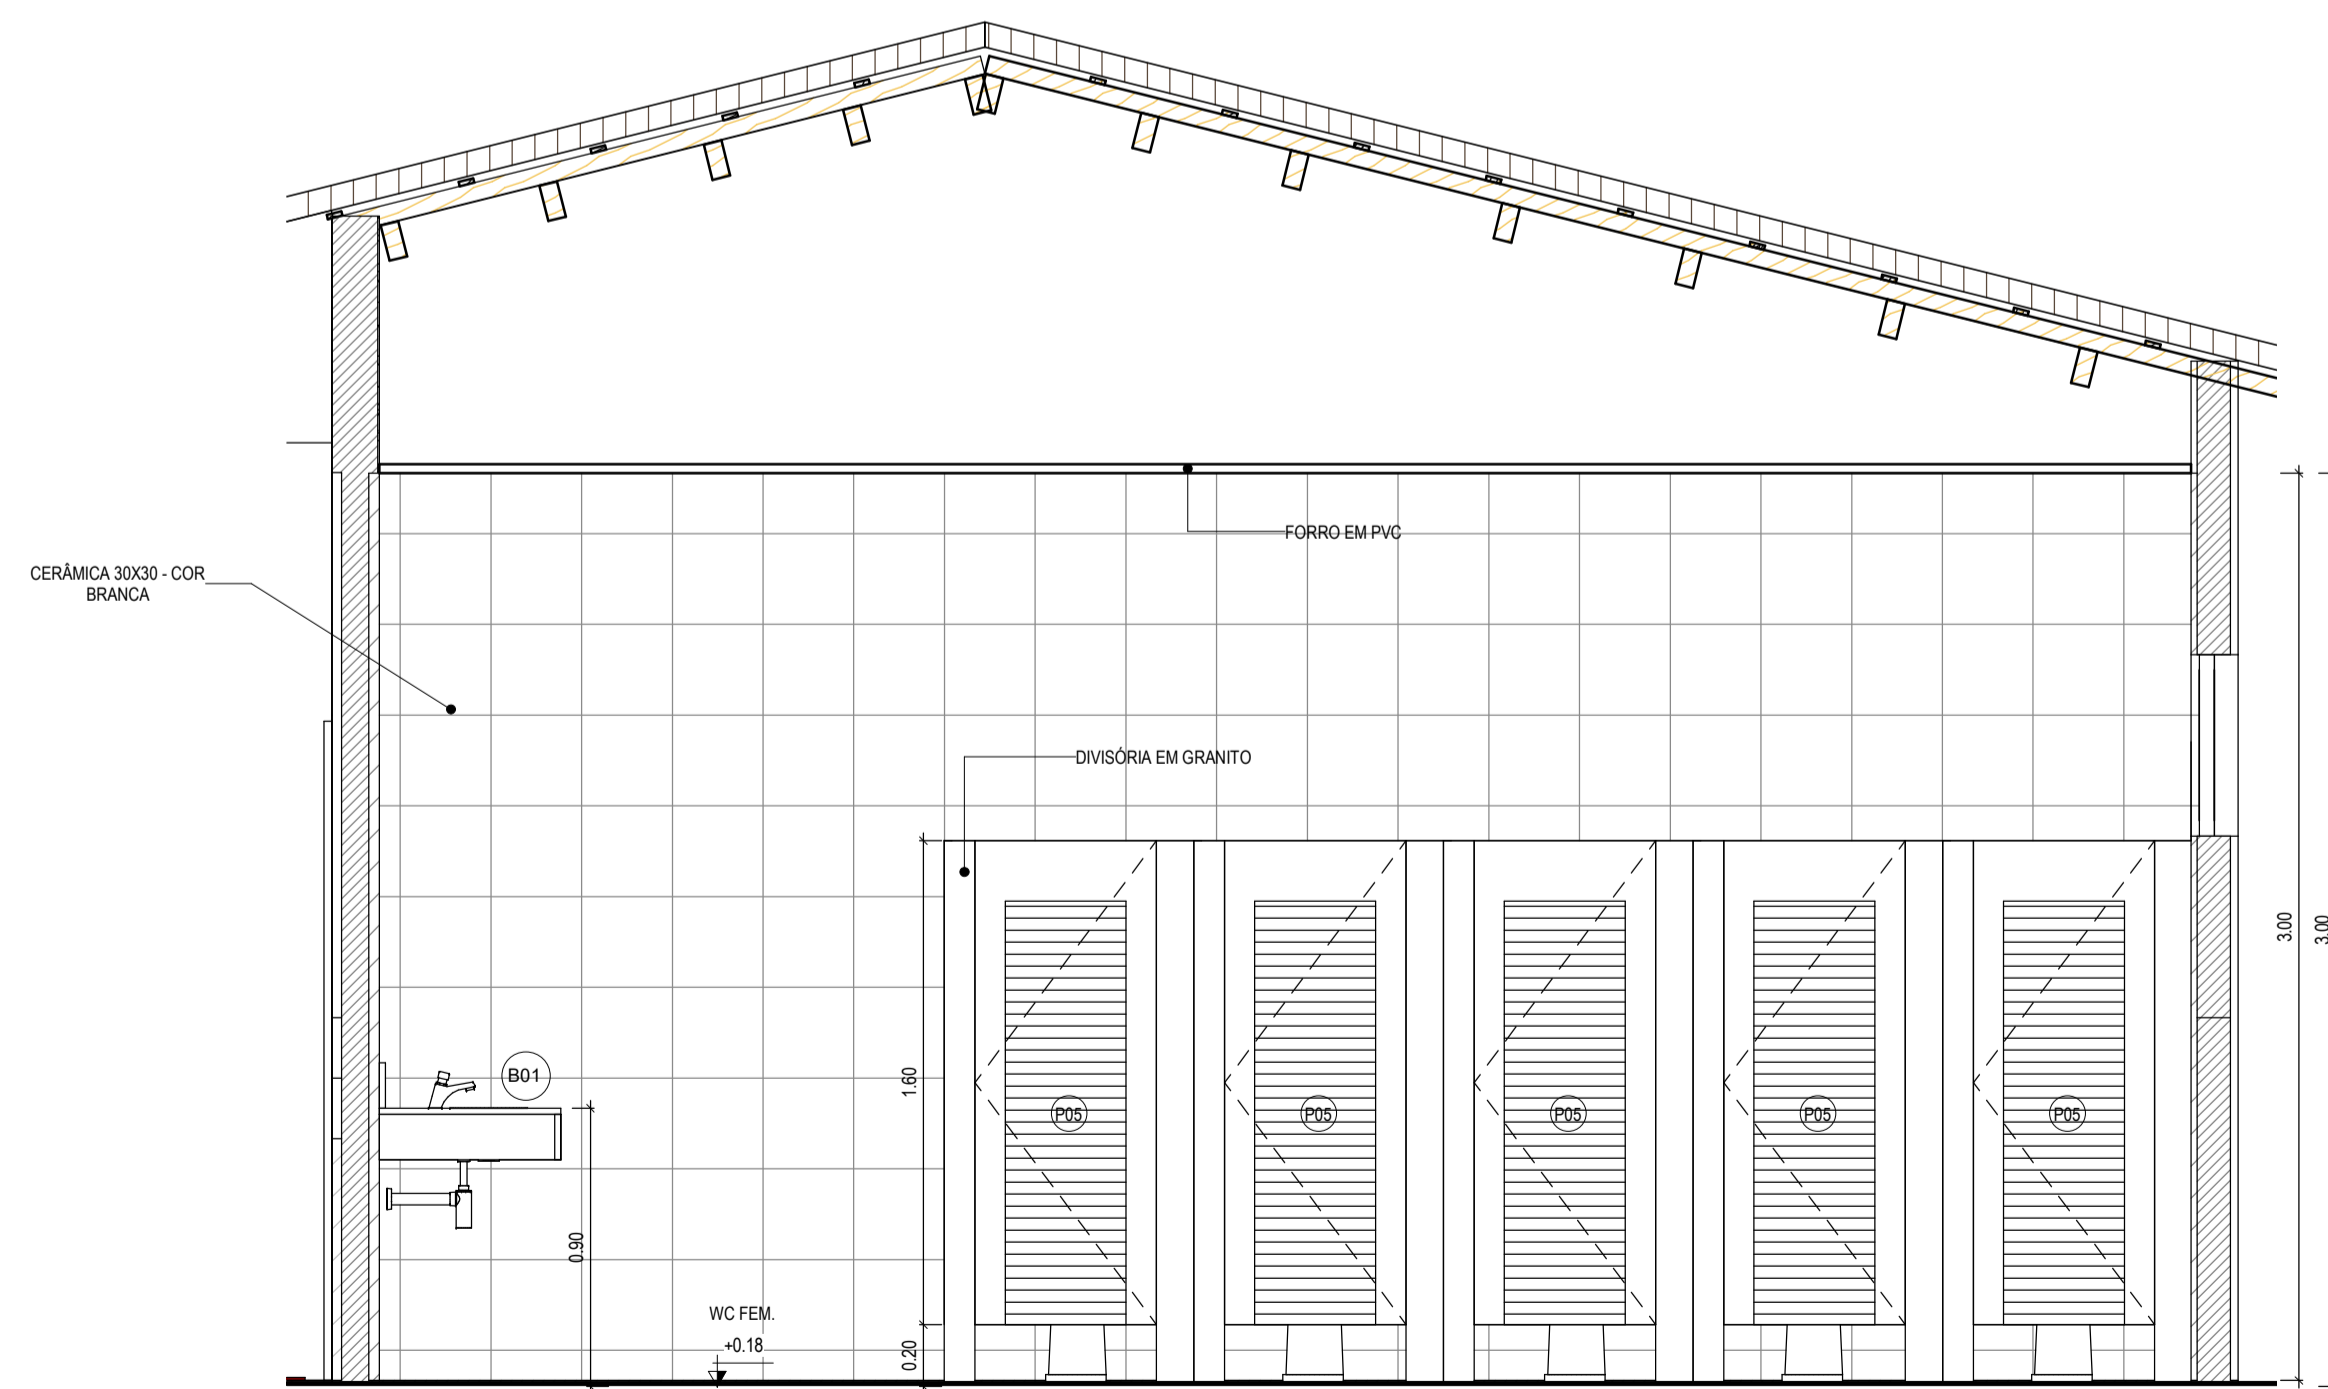 FORRO EM PVC
CERÂMICA 30X30 - COR
BRANCA
DIVISÓRIA EM GRANITO
3.00
3.00
1.60
B01
P05
P05
P05
P05
P05
0.90
WC FEM.
+0.18
0.20